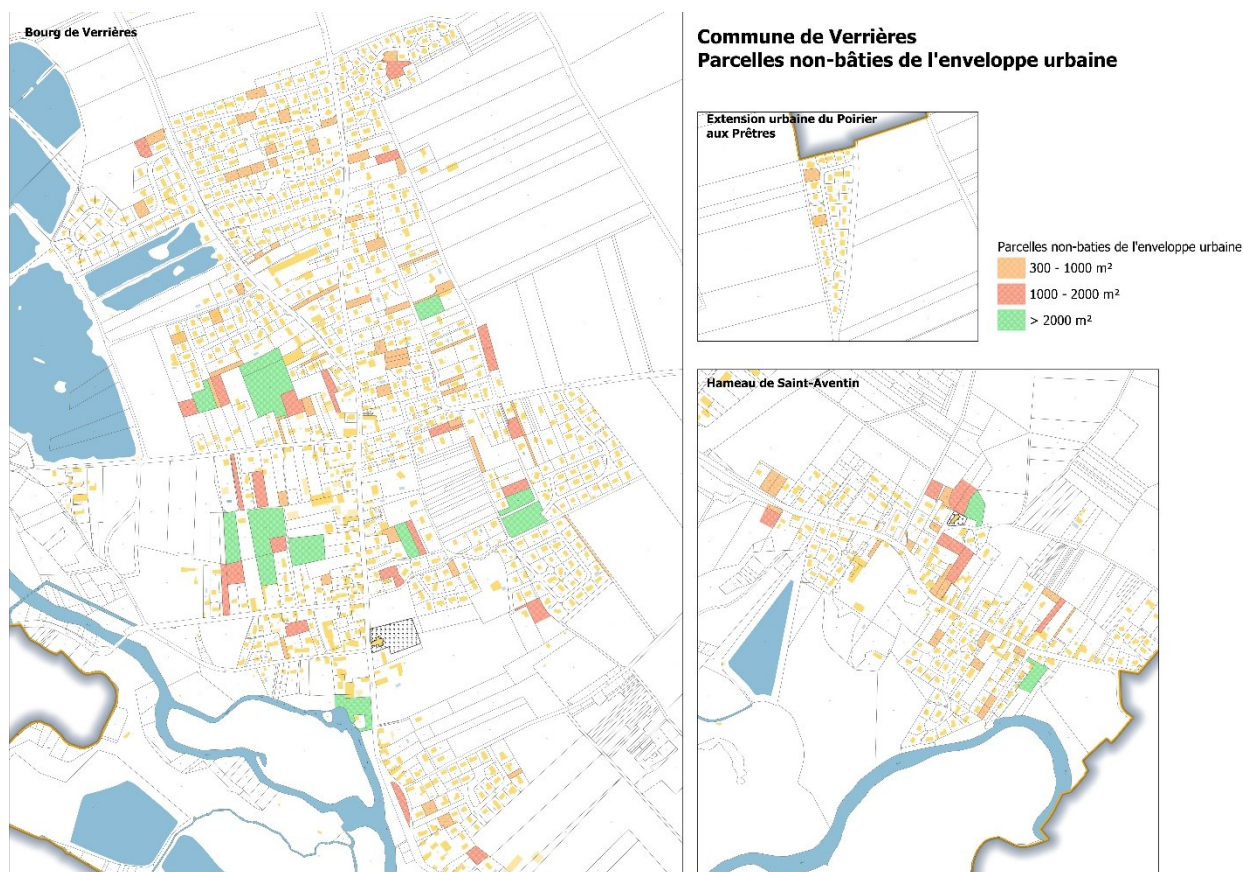 Bourg de Verrières
Commune de Verrières
Parcelles non-bâties de l'enveloppe urbaine
Extension urbaine du Poirier
aux Prêtres
Parcelles non-baties de l'enveloppe urbaine
300 - 1000 m²
1000 - 2000 m²
> 2000 m²
Hameau de Saint-Aventin